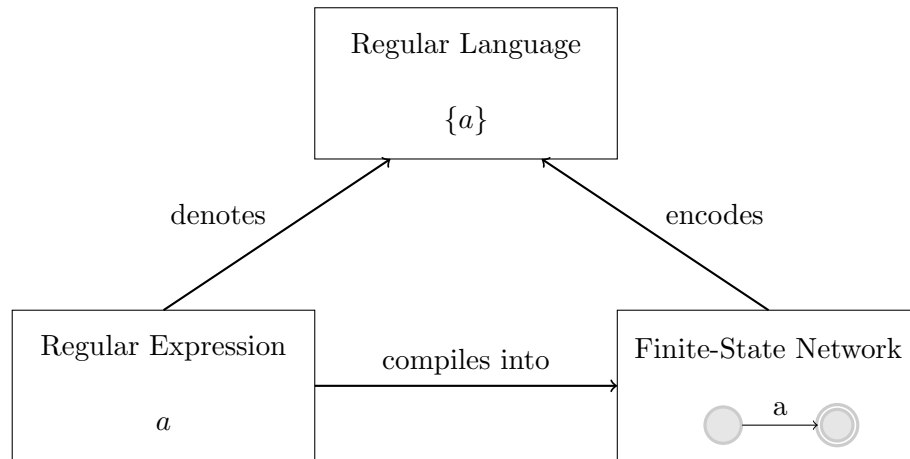 Regular Language
{a}
denotes
encodes
Regular Expression
a
compiles into
Finite-State Network
a